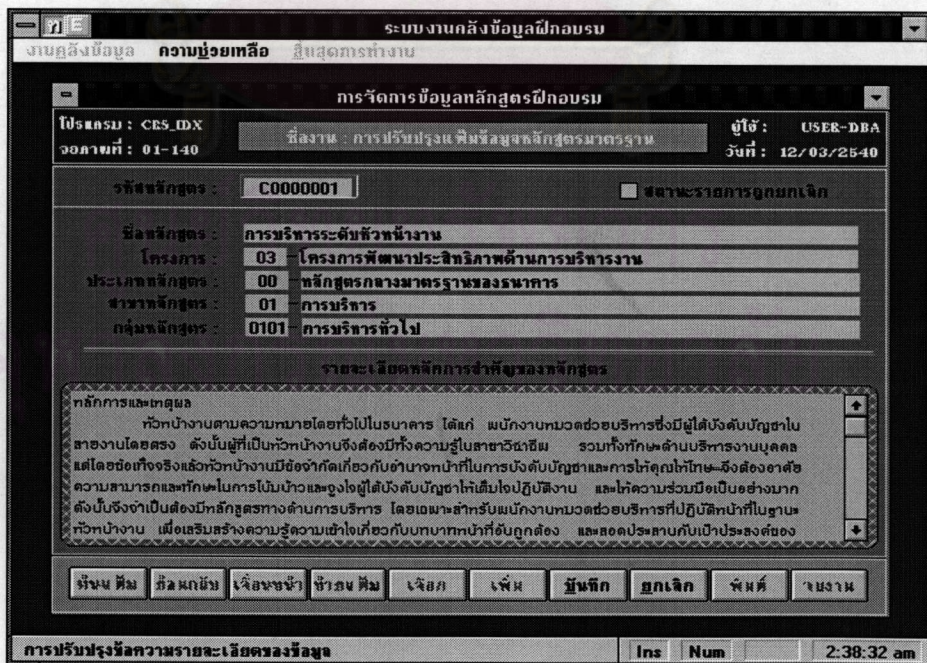 ระบบงานคลังข้อมูลฝึกอบรม
งานคลังข้อมูล ความช่วยเหลือ สิ้นสุดการทำงาน
การจัดการข้อมูลหลักสูตรฝึกอบรม
โปรแกรม : CRS_IDX
จอภาพที่ : 01-140
ชื่องาน : การปรับปรุงแฟ้มข้อมูลหลักสูตรมาตรฐาน
ผู้ใช้ : USER-DBA
วันที่ : 12/03/2540
รหัสหลักสูตร : C0000001 สถานะรายการถูกยกเลิก
ชื่อหลักสูตร : การบริหารระดับหัวหน้างาน
โครงการ : 03 - โครงการพัฒนาประสิทธิภาพด้านการบริหารงาน
ประเภทหลักสูตร : 00 - หลักสูตรกลางมาตรฐานของธนาคาร
สาขาหลักสูตร : 01 - การบริหาร
กลุ่มหลักสูตร : 0101 - การบริหารทั่วไป
รายละเอียดหลักการสำคัญของหลักสูตร
หลักการและเหตุผล
หัวหน้างานตามความหมายโดยทั่วไปในธนาคาร ได้แก่ พนักงานหมวดช่วยบริหารซึ่งมีผู้ใต้บังคับบัญชาใน
สายงานโดยตรง ดังนั้นผู้ที่เป็นหัวหน้างานจึงต้องมีทั้งความรู้ในสาขาวิชาชีพ รวมทั้งทักษะด้านบริหารงานบุคคล
แต่โดยข้อเท็จจริงแล้วหัวหน้างานมีข้อจำกัดเกี่ยวกับอำนาจหน้าที่ในการบังคับบัญชาและการให้คุณให้โทษ จึงต้องอาศัย
ความสามารถและทักษะในการโน้มน้าวและจูงใจผู้ใต้บังคับบัญชาให้เต็มใจปฏิบัติงาน และให้ความร่วมมือเป็นอย่างมาก
ดังนั้นจึงจำเป็นต้องมีหลักสูตรทางด้านการบริหาร โดยเฉพาะสำหรับพนักงานหมวดช่วยบริหารที่ปฏิบัติหน้าที่ในฐานะ
หัวหน้างาน เพื่อเสริมสร้างความรู้ความเข้าใจเกี่ยวกับบทบาทหน้าที่อันถูกต้อง และสอดประสานกับเป้าประสงค์ของ
ต้นแฟ้ม ย้อนกลับ เลื่อนหน้า ท้ายแฟ้ม เลือก เพิ่ม บันทึก ยกเลิก พิมพ์ จบงาน
การปรับปรุงข้อความรายละเอียดของข้อมูล Ins Num 2:38:32 am